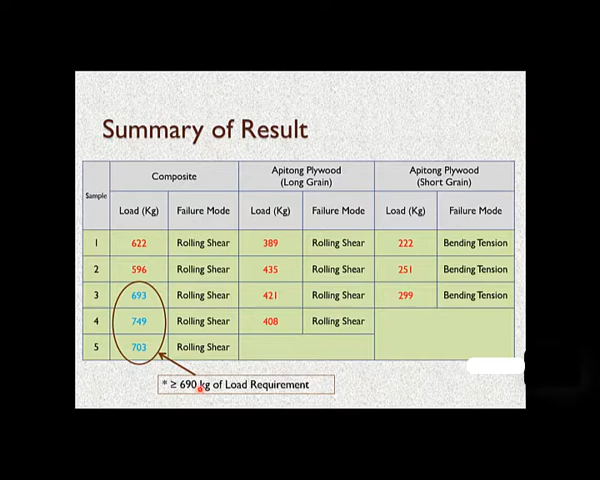 Summary of Result
Sample
Composite
Apitong Plywood
(Long Grain)
Apitong Plywood
(Short Grain)
Load (Kg) Failure Mode Load (Kg) Failure Mode Load (Kg) Failure Mode
1 622 Rolling Shear 389 Rolling Shear 222 Bending Tension
2 596 Rolling Shear 435 Rolling Shear 251 Bending Tension
3 693 Rolling Shear 421 Rolling Shear 299 Bending Tension
4 749 Rolling Shear 408 Rolling Shear
5 703 Rolling Shear
* ≥ 690 kg of Load Requirement